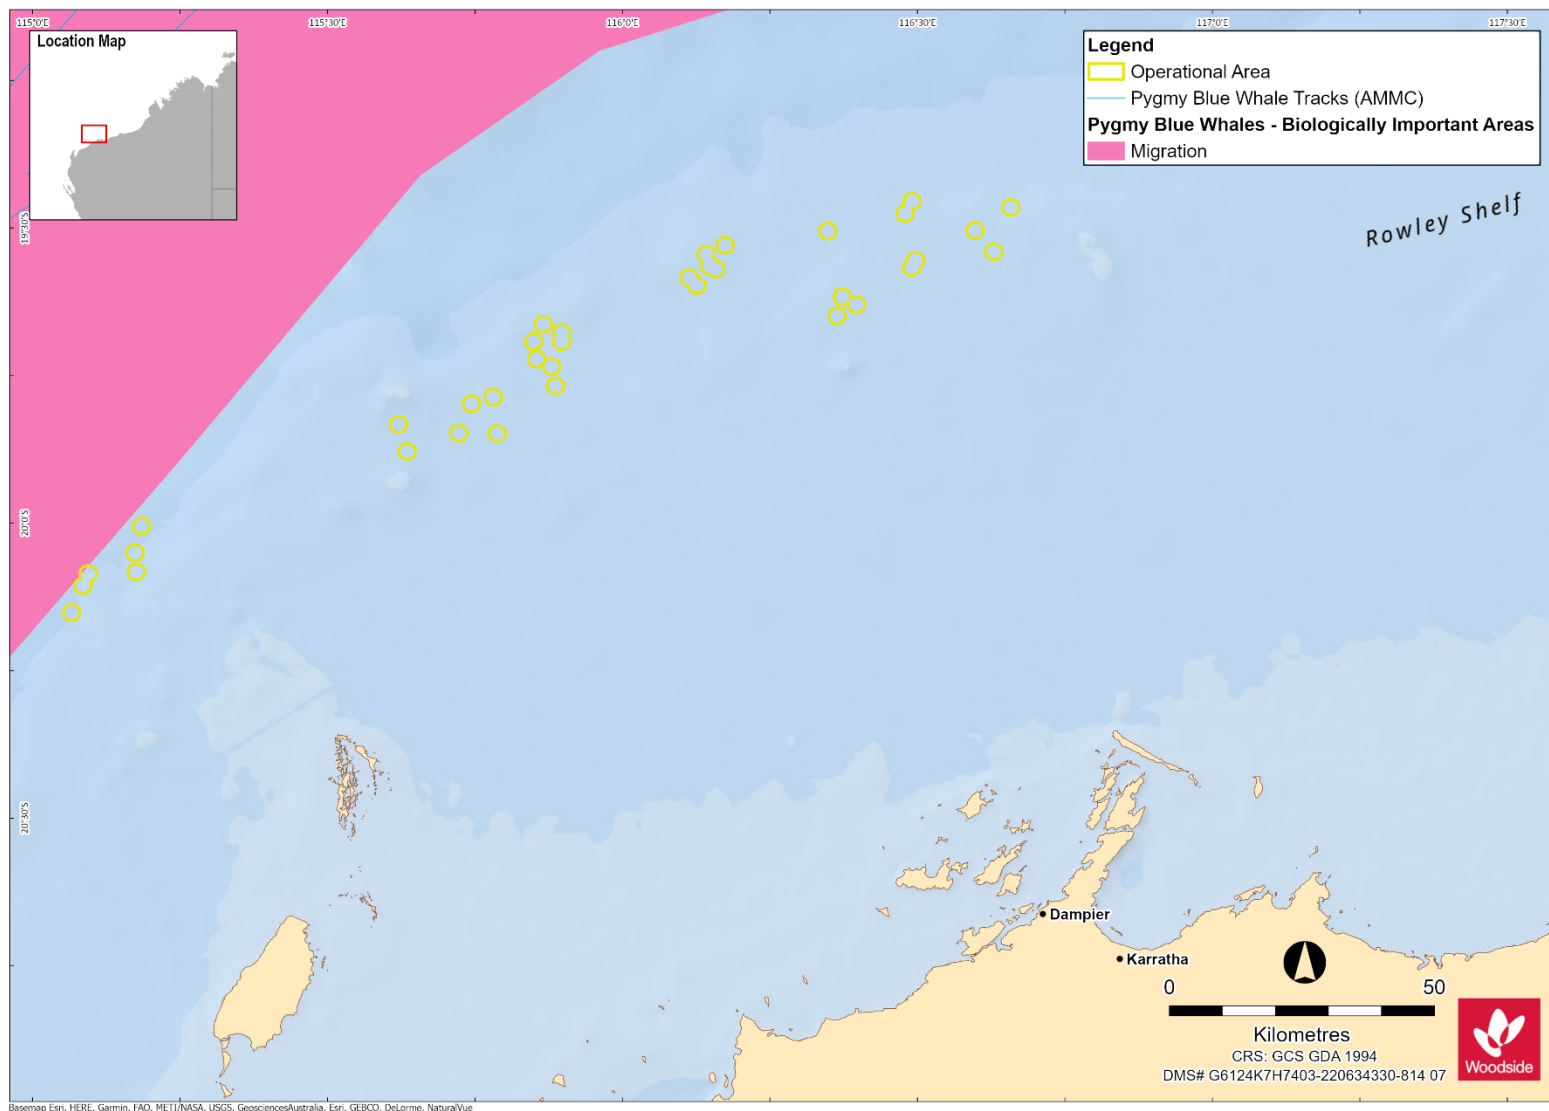 115°0'E 115°30'E 116°0'E 116°30'E 117°0'E 117°30'E
Location Map
Legend
Operational Area
Pygmy Blue Whale Tracks (AMMC)
Pygmy Blue Whales - Biologically Important Areas
Migration
19°30'S
Rowley Shelf
20°0'S
20°30'S
Dampier
Karratha
0 50
Kilometres
CRS: GCS GDA 1994
DMS# G6124K7H7403-220634330-814 07
Woodside
Basemap Esri, HERE, Garmin, FAO, METI/NASA, USGS, GeosciencesAustralia, Esri, GEBCO, DeLorme, NaturalVue